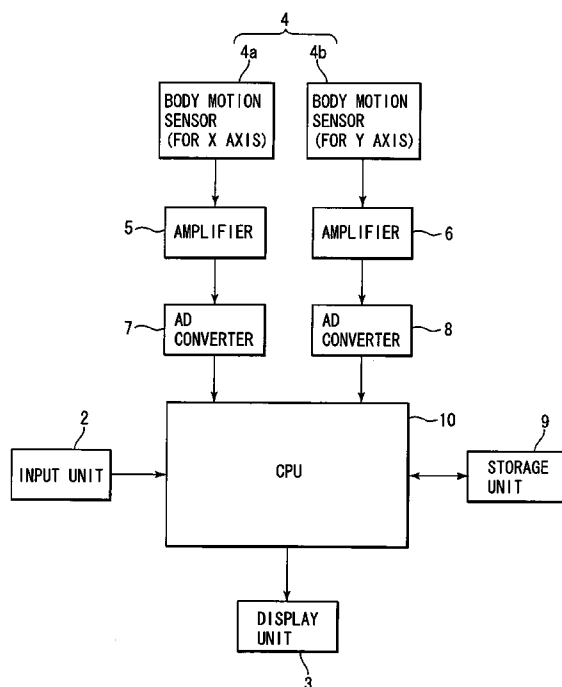 4
4a
4b
BODY MOTION
SENSOR
(FOR X AXIS)
BODY MOTION
SENSOR
(FOR Y AXIS)
5
AMPLIFIER
AMPLIFIER
6
7
AD
CONVERTER
AD
CONVERTER
8
2
INPUT UNIT
CPU
10
9
STORAGE
UNIT
DISPLAY
UNIT
3